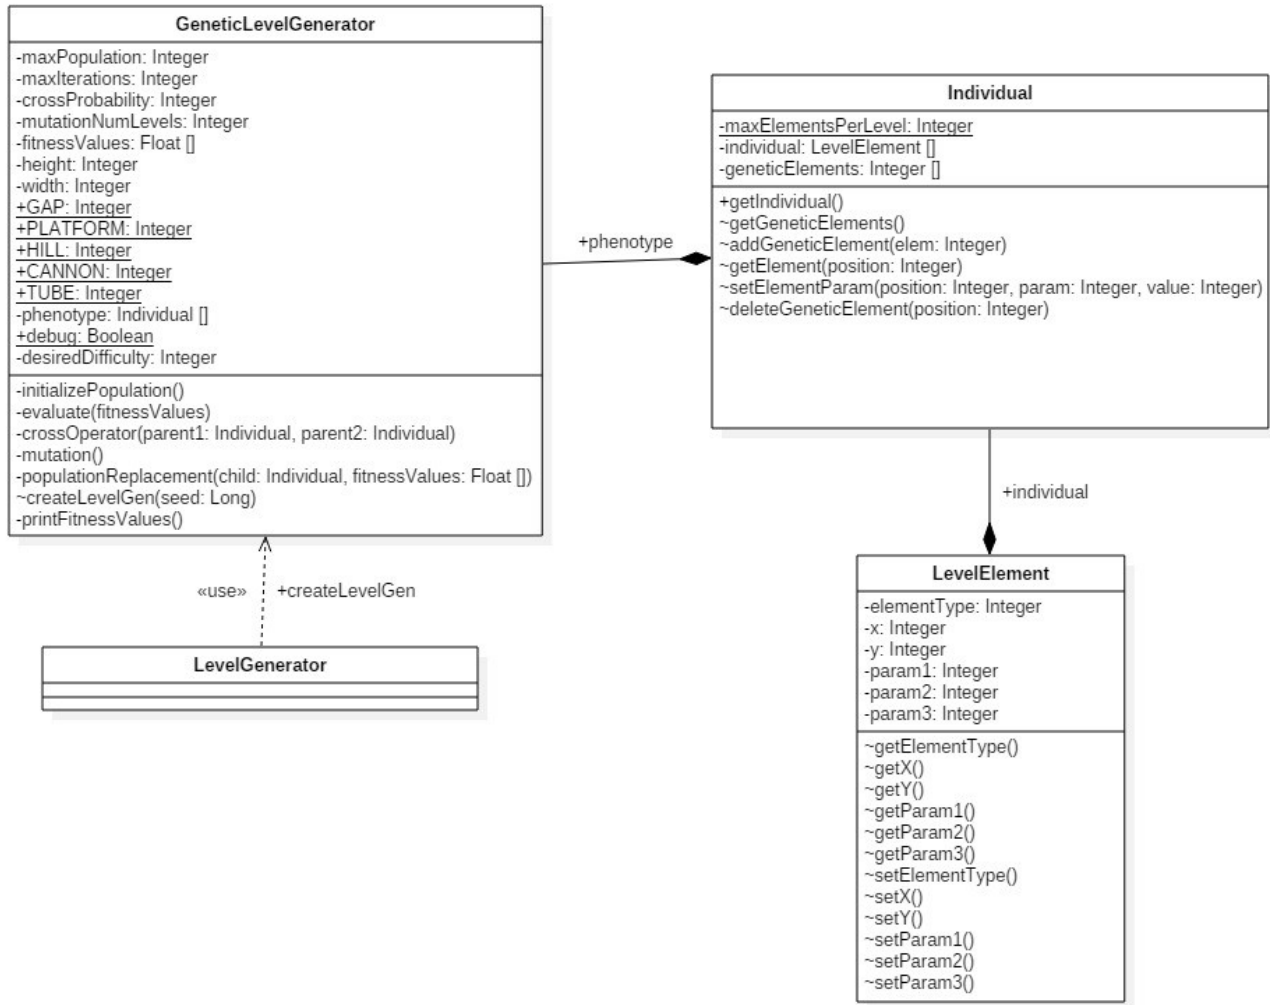 GeneticLevelGenerator
-maxPopulation: Integer
-maxIterations: Integer
-crossProbability: Integer
-mutationNumLevels: Integer
-fitnessValues: Float []
-height: Integer
-width: Integer
+GAP: Integer
+PLATFORM: Integer
+HILL: Integer
+CANNON: Integer
+TUBE: Integer
-phenotype: Individual []
+debug: Boolean
-desiredDifficulty: Integer
-initializePopulation()
-evaluate(fitnessValues)
-crossOperator(parent1: Individual, parent2: Individual)
-mutation()
-populationReplacement(child: Individual, fitnessValues: Float [])
~createLevelGen(seed: Long)
-printFitnessValues()
+phenotype
Individual
-maxElementsPerLevel: Integer
-individual: LevelElement []
-geneticElements: Integer []
+getIndividual()
~getGeneticElements()
~addGeneticElement(elem: Integer)
~getElement(position: Integer)
~setElementParam(position: Integer, param: Integer, value: Integer)
~deleteGeneticElement(position: Integer)
+individual
«use» +createLevelGen
LevelGenerator
LevelElement
-elementType: Integer
-x: Integer
-y: Integer
-param1: Integer
-param2: Integer
-param3: Integer
~getElementType()
~getX()
~getY()
~getParam1()
~getParam2()
~getParam3()
~setElementType()
~setX()
~setY()
~setParam1()
~setParam2()
~setParam3()